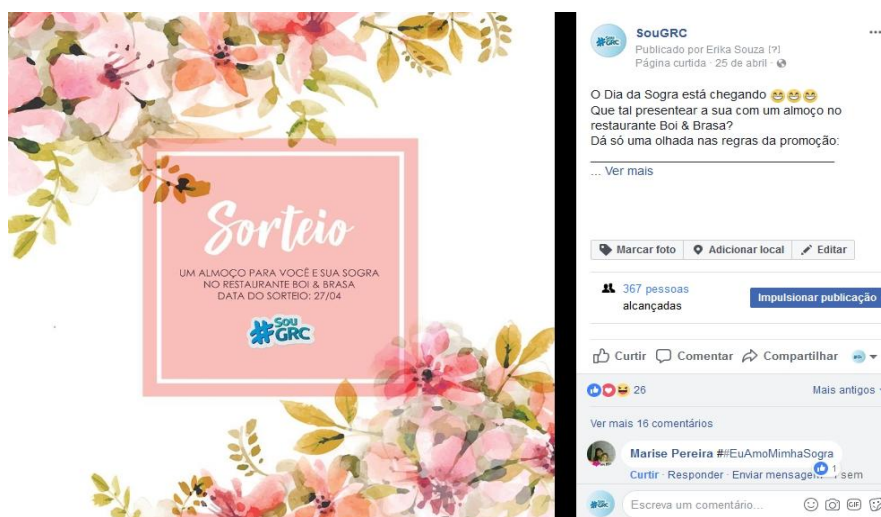 Sorteio
UM ALMOÇO PARA VOCÊ E SUA SOGRA
NO RESTAURANTE BOI & BRASA
DATA DO SORTEIO: 27/04
#Sou
GRC
SouGRC
Publicado por Erika Souza [?]
Página curtida · 25 de abril ·
O Dia da Sogra está chegando
Que tal presentear a sua com um almoço no
restaurante Boi & Brasa?
Dá só uma olhada nas regras da promoção:
... Ver mais
Marcar foto Adicionar local Editar
367 pessoas
alcançadas
Impulsionar publicação
Curtir Comentar Compartilhar
26 Mais antigos
Ver mais 16 comentários
Marise Pereira ##EuAmoMimhaSogra
1
Curtir · Responder · Enviar mensagem · sem
Escreva um comentário... GIF